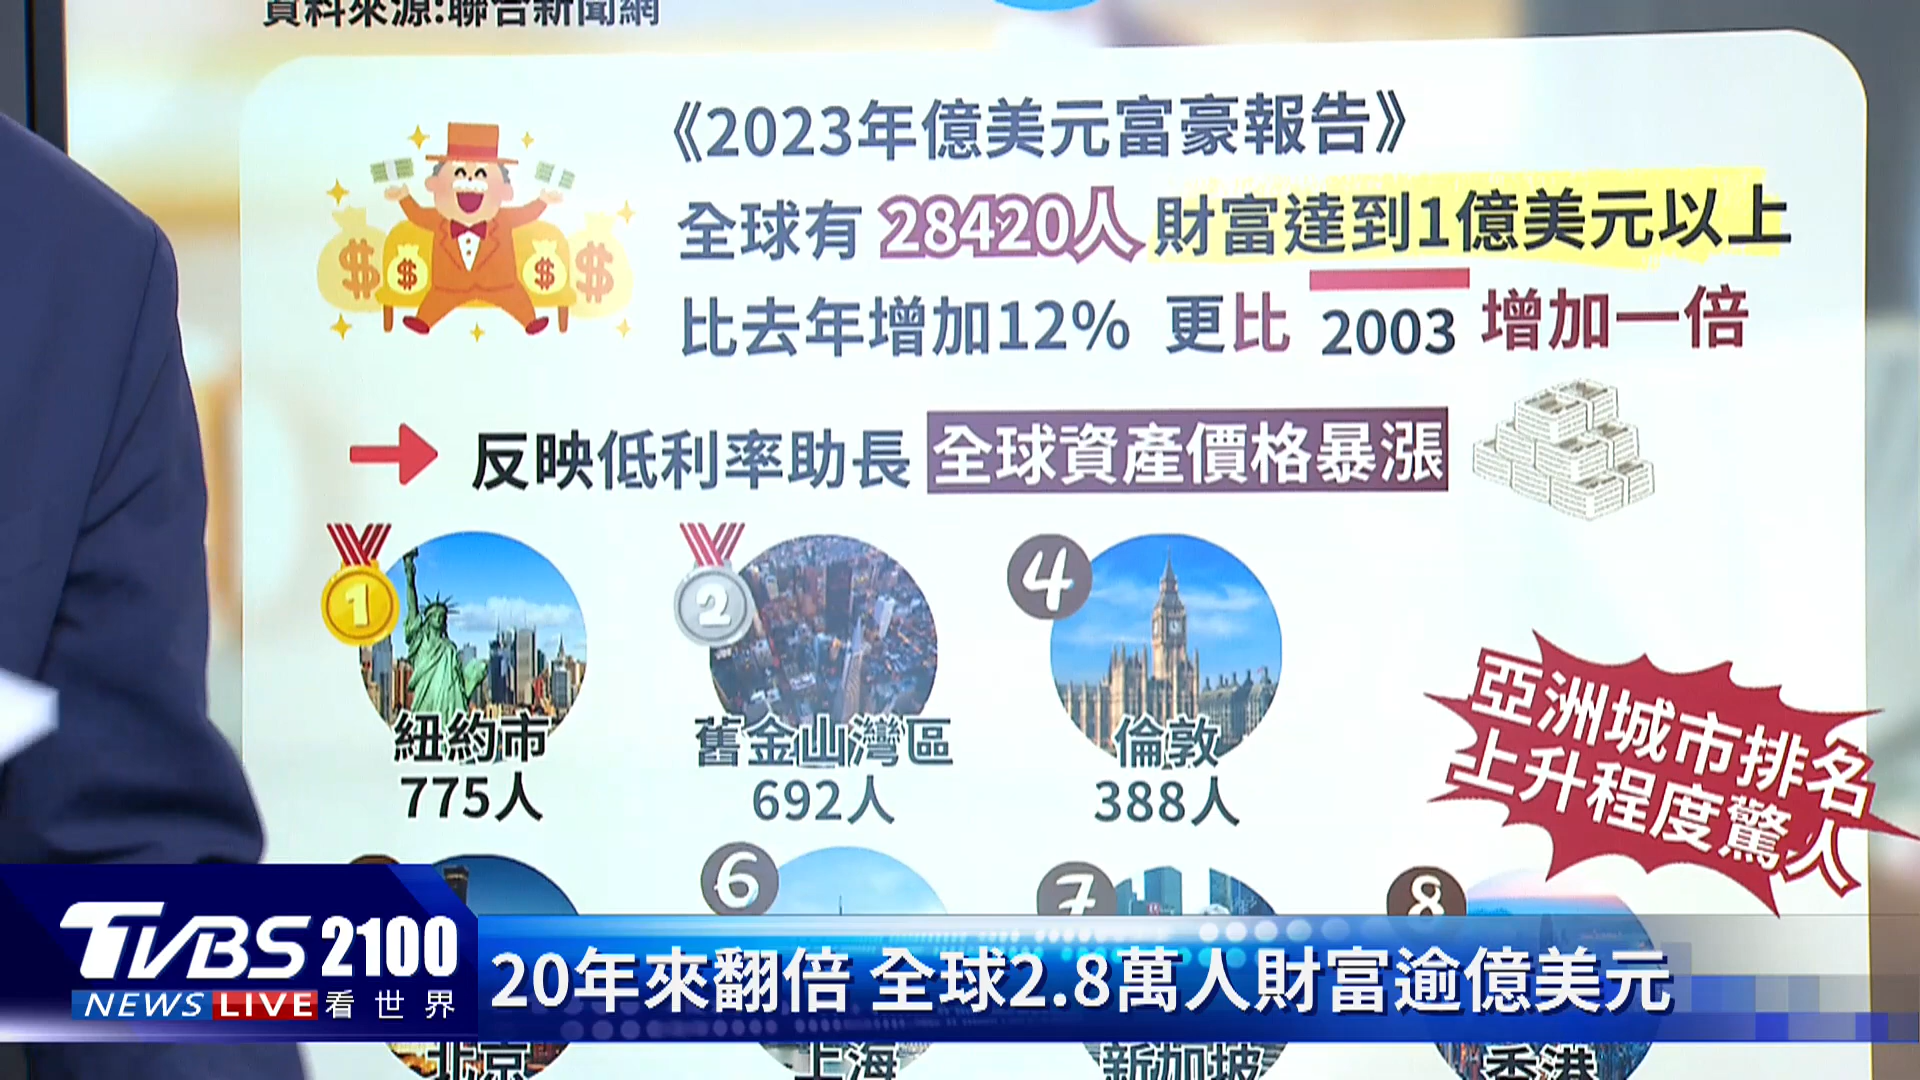 資料來源:聯合新聞網
《2023年億美元富豪報告》
全球有 28420人 財富達到1億美元以上
比去年增加12% 更比 2003 增加一倍
反映低利率助長 全球資產價格暴漲
1
2
4
紐約市
舊金山灣區
倫敦
775人
692人
388人
亞洲城市排名
上升程度驚人
6
7
8
TVBS 2100
NEWS LIVE 看世界
20年來翻倍 全球2.8萬人財富逾億美元
北京
上海
新加坡
香港